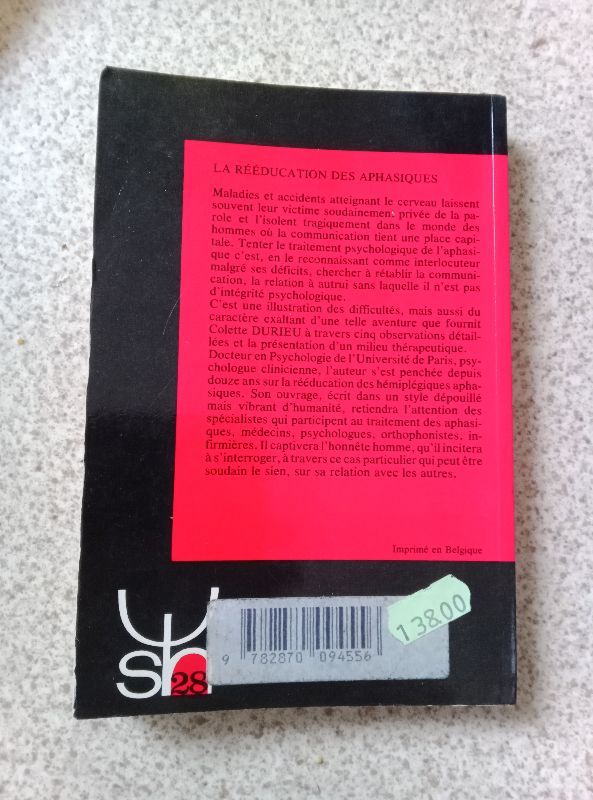 LA RÉÉDUCATION DES APHASIQUES
Maladies et accidents atteignant le cerveau laissent
souvent leur victime soudainement privée de la pa-
role et l'isolent tragiquement dans le monde des
hommes où la communication tient une place capi-
tale. Tenter le traitement psychologique de l'aphasi-
que c'est, en le reconnaissant comme interlocuteur
malgré ses déficits, chercher à rétablir la communi-
cation, la relation à autrui sans laquelle il n'est pas
d'intégrité psychologique.
C'est une illustration des difficultés, mais aussi du
caractère exaltant d'une telle aventure que fournit
Colette DURIEU à travers cinq observations détail-
lées et la présentation d'un milieu thérapeutique.
Docteur en Psychologie de l'Université de Paris, psy-
chologue clinicienne, l'auteur s'est penchée depuis
douze ans sur la rééducation des hémiplégiques apha-
siques. Son ouvrage, écrit dans un style dépouillé
mais vibrant d'humanité, retiendra l'attention des
spécialistes qui participent au traitement des aphasi-
ques, médecins, psychologues, orthophonistes, in-
firmières. Il captivera l'honnête homme, qu'il incitera
à s'interroger, à travers ce cas particulier qui peut être
soudain le sien, sur sa relation avec les autres.
Imprimé en Belgique
138.00
sh
28
9 782870 094556